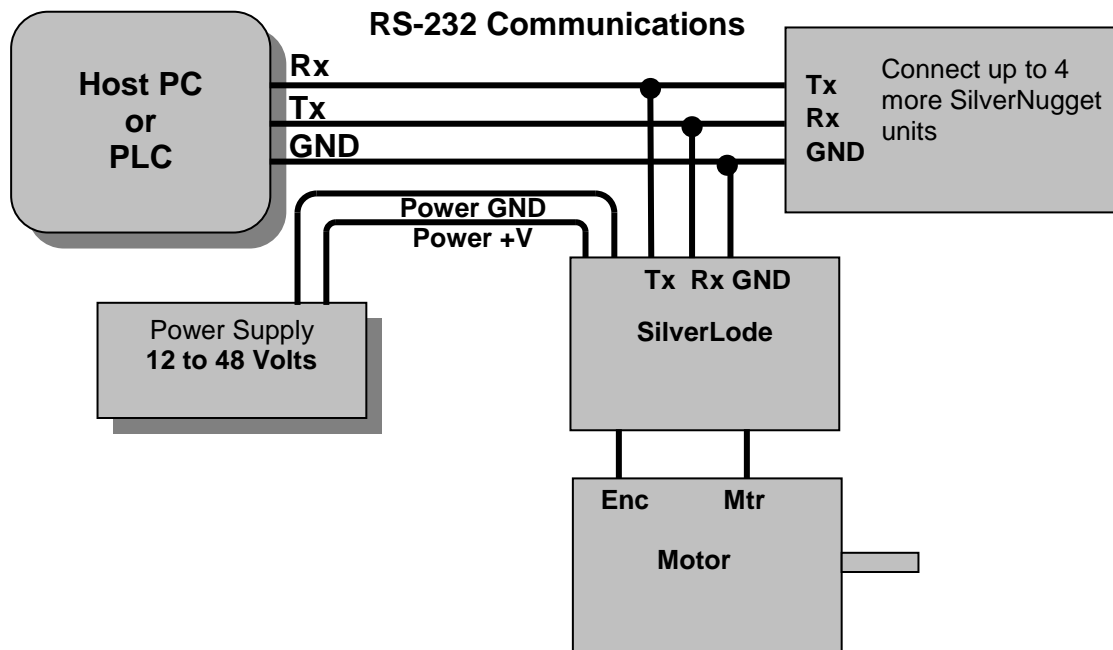 RS-232 Communications
Host PC
or
PLC
Rx
Tx
GND
Tx
Rx
GND
Connect up to 4
more SilverNugget
units
Power GND
Power +V
Power Supply
12 to 48 Volts
Tx Rx GND
SilverLode
Enc Mtr
Motor